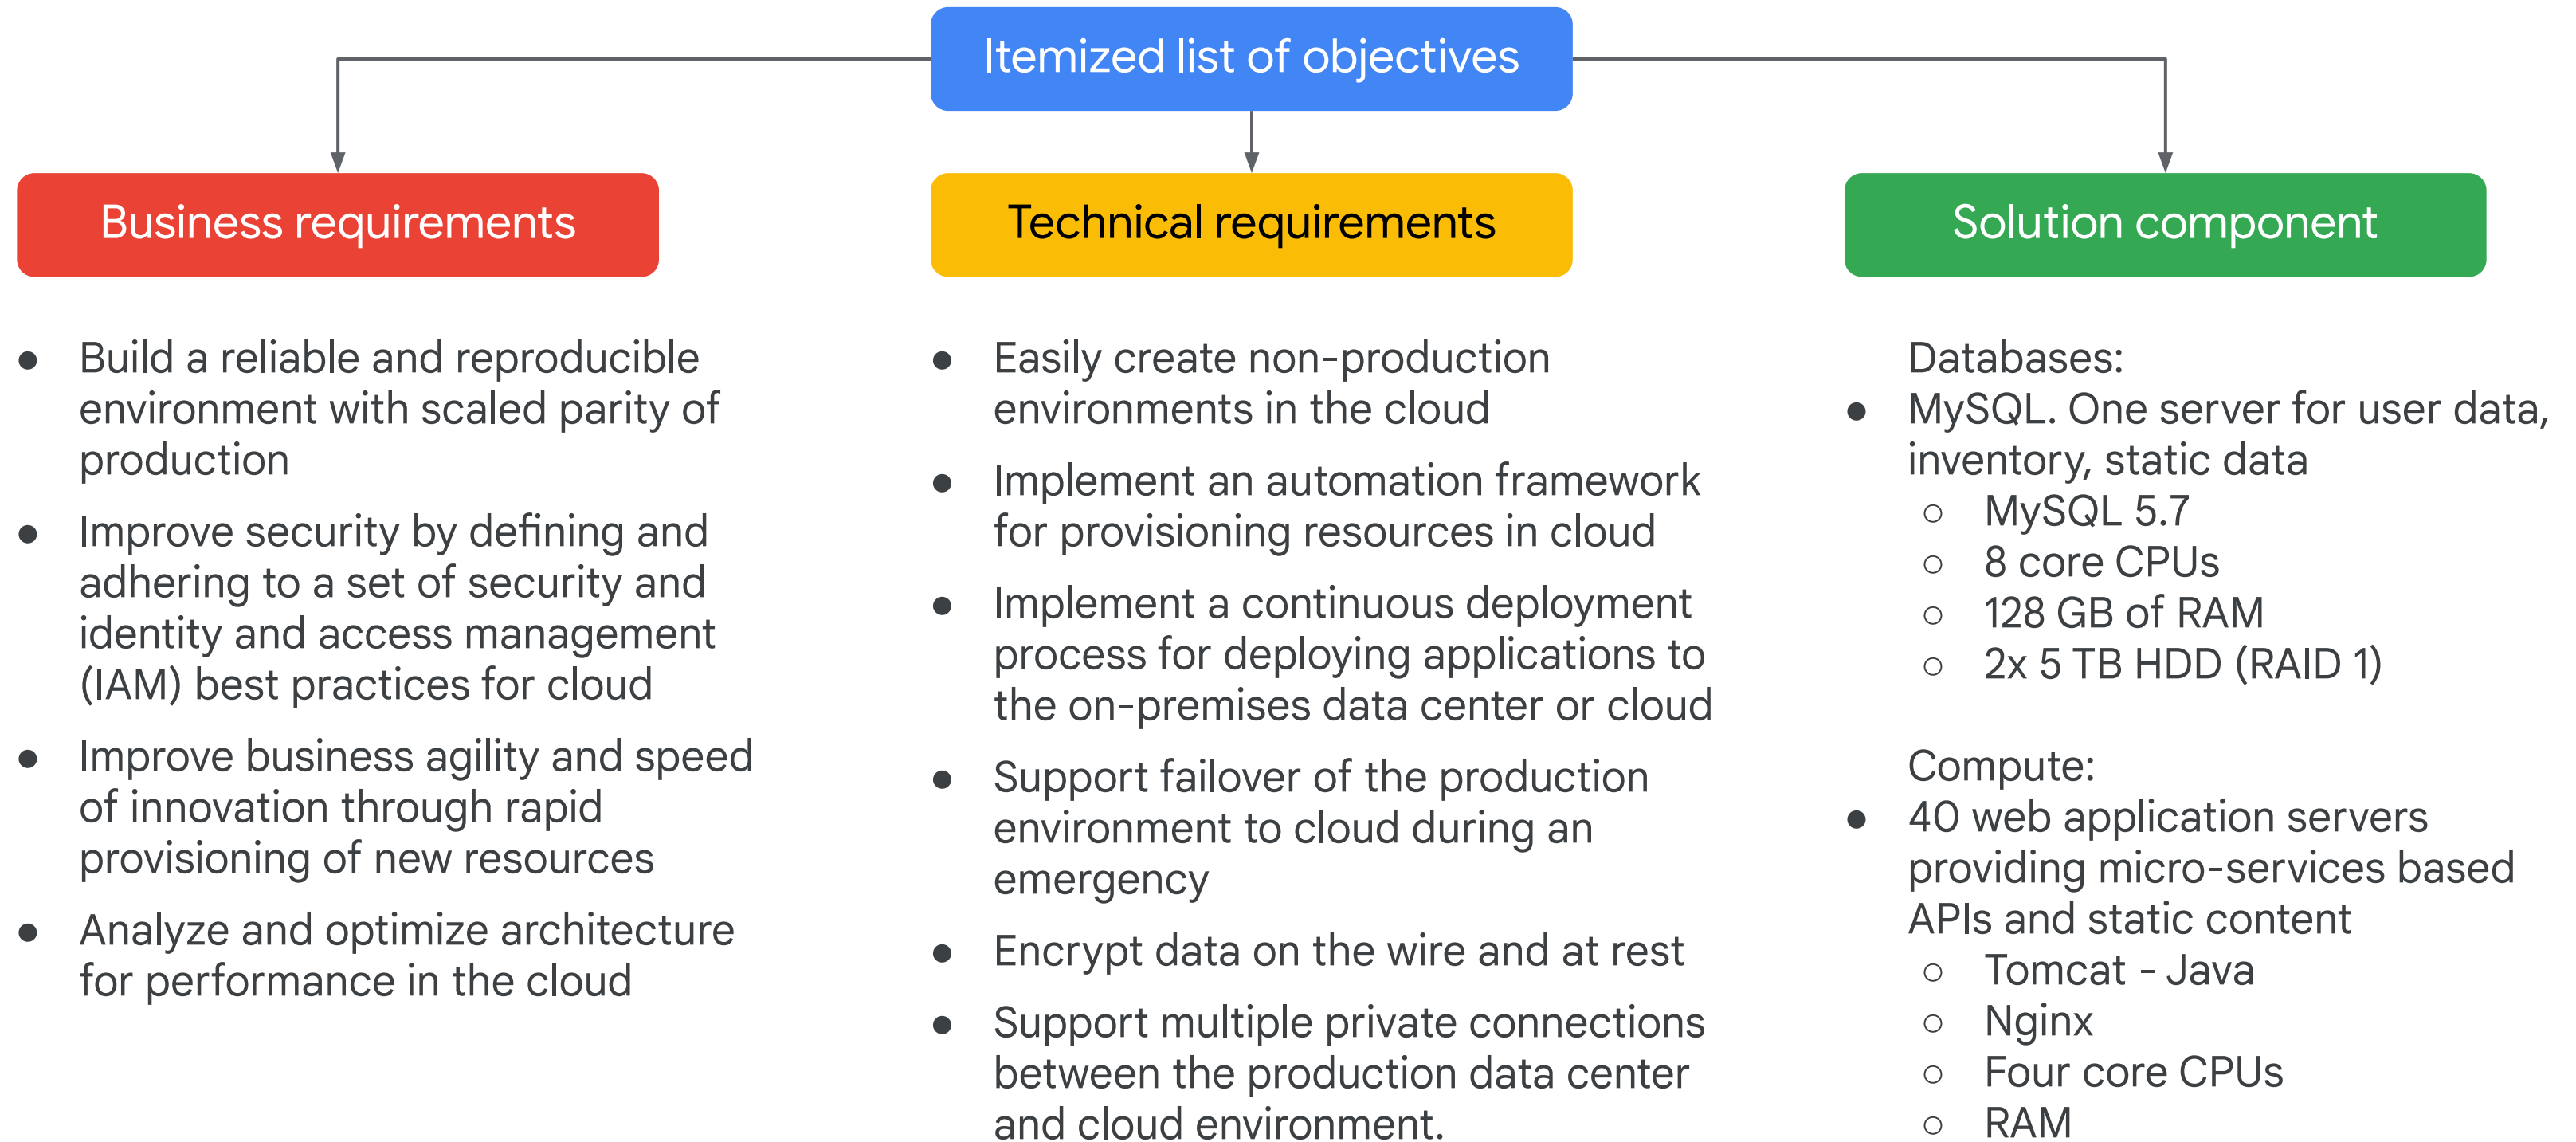 Itemized list of objectives
Business requirements
Technical requirements
Solution component
● Build a reliable and reproducible
environment with scaled parity of
production
● Improve security by defining and
adhering to a set of security and
identity and access management
(IAM) best practices for cloud
● Improve business agility and speed
of innovation through rapid
provisioning of new resources
● Analyze and optimize architecture
for performance in the cloud
● Easily create non-production
environments in the cloud
● Implement an automation framework
for provisioning resources in cloud
● Implement a continuous deployment
process for deploying applications to
the on-premises data center or cloud
● Support failover of the production
environment to cloud during an
emergency
● Encrypt data on the wire and at rest
● Support multiple private connections
between the production data center
and cloud environment.
Databases:
● MySQL. One server for user data,
inventory, static data
○ MySQL 5.7
○ 8 core CPUs
○ 128 GB of RAM
○ 2x 5 TB HDD (RAID 1)
Compute:
● 40 web application servers
providing micro-services based
APIs and static content
○ Tomcat - Java
○ Nginx
○ Four core CPUs
○ RAM